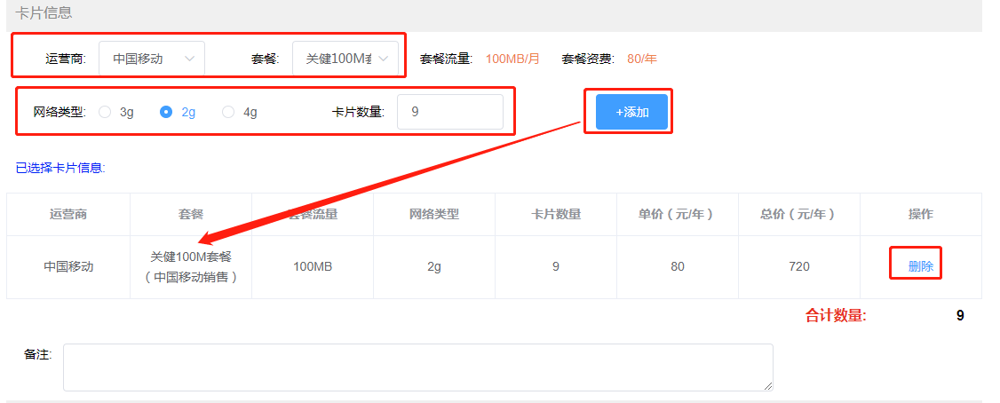 卡片信息
运营商: 中国移动 套餐: 关健100M套 套餐流量: 100MB/月 套餐资费: 80/年
网络类型: 3g 2g 4g 卡片数量: 9 +添加
已选择卡片信息:
运营商 套餐 套餐流量 网络类型 卡片数量 单价（元/年） 总价（元/年） 操作
中国移动 关健100M套餐 100MB 2g 9 80 720 删除
（中国移动销售）
合计数量: 9
备注: